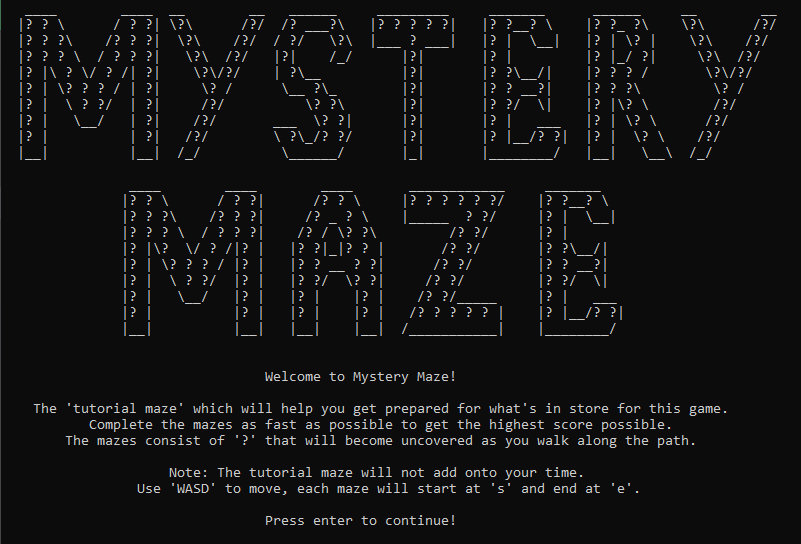 MYSTERY
MAZE
Welcome to Mystery Maze!
The 'tutorial maze' which will help you get prepared for what's in store for this game.
Complete the mazes as fast as possible to get the highest score possible.
The mazes consist of '?' that will become uncovered as you walk along the path.
Note: The tutorial maze will not add onto your time.
Use 'WASD' to move, each maze will start at 's' and end at 'e'.
Press enter to continue!